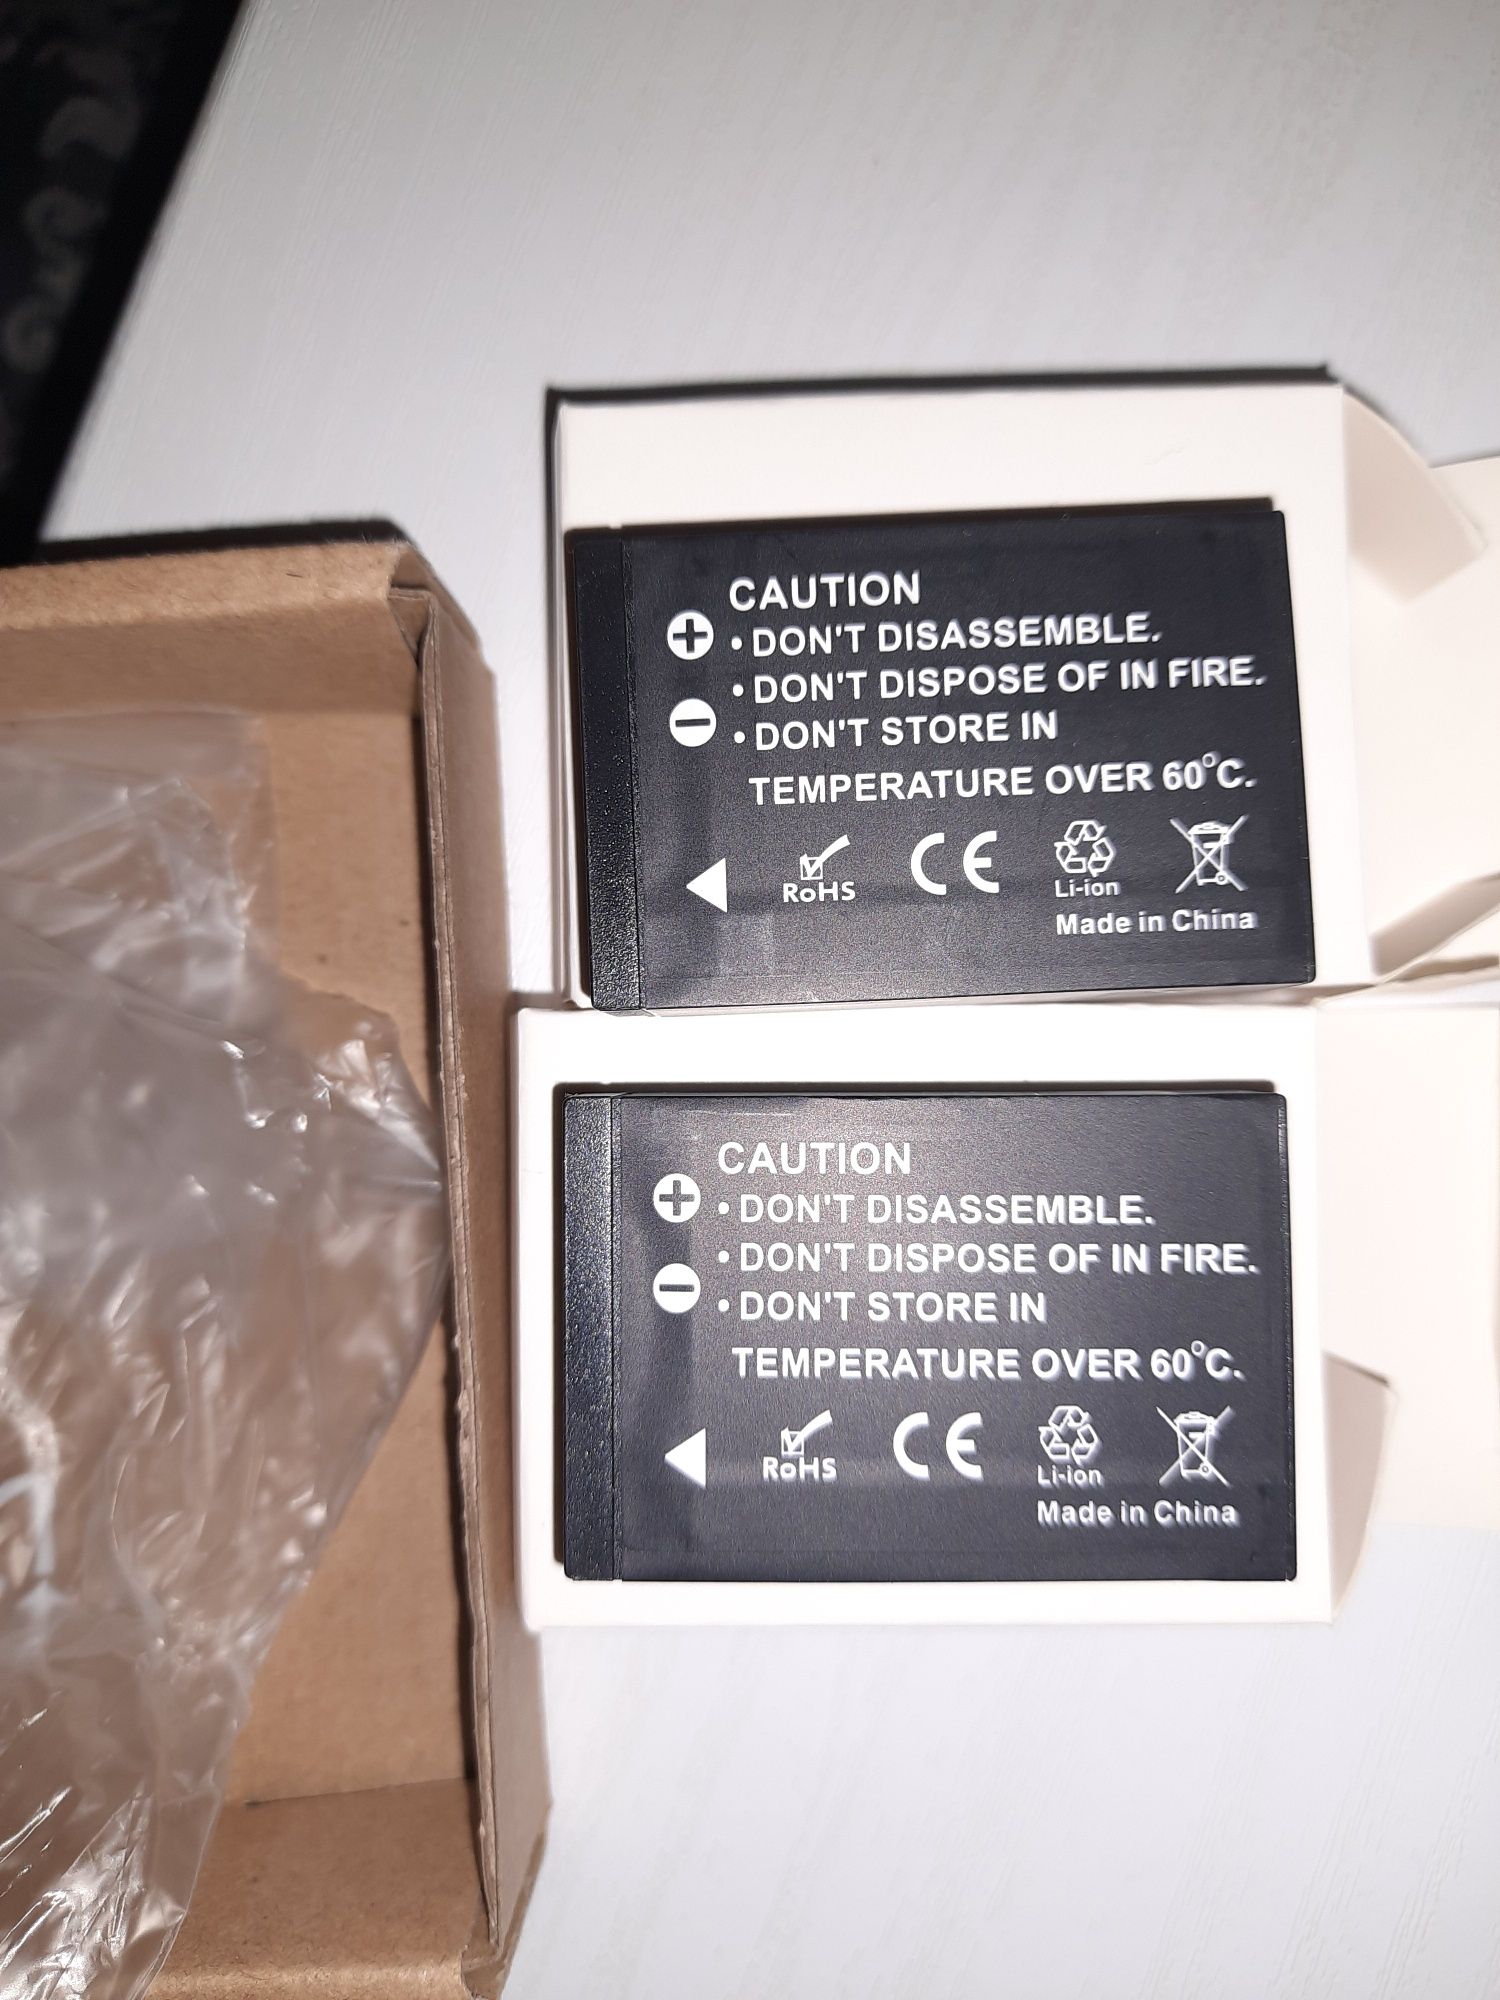 CAUTION
• DON'T DISASSEMBLE.
• DON'T DISPOSE OF IN FIRE.
• DON'T STORE IN
TEMPERATURE OVER 60°C.
RoHS CE Li-ion
Made in China
CAUTION
• DON'T DISASSEMBLE.
• DON'T DISPOSE OF IN FIRE.
• DON'T STORE IN
TEMPERATURE OVER 60°C.
RoHS CE Li-ion
Made in China